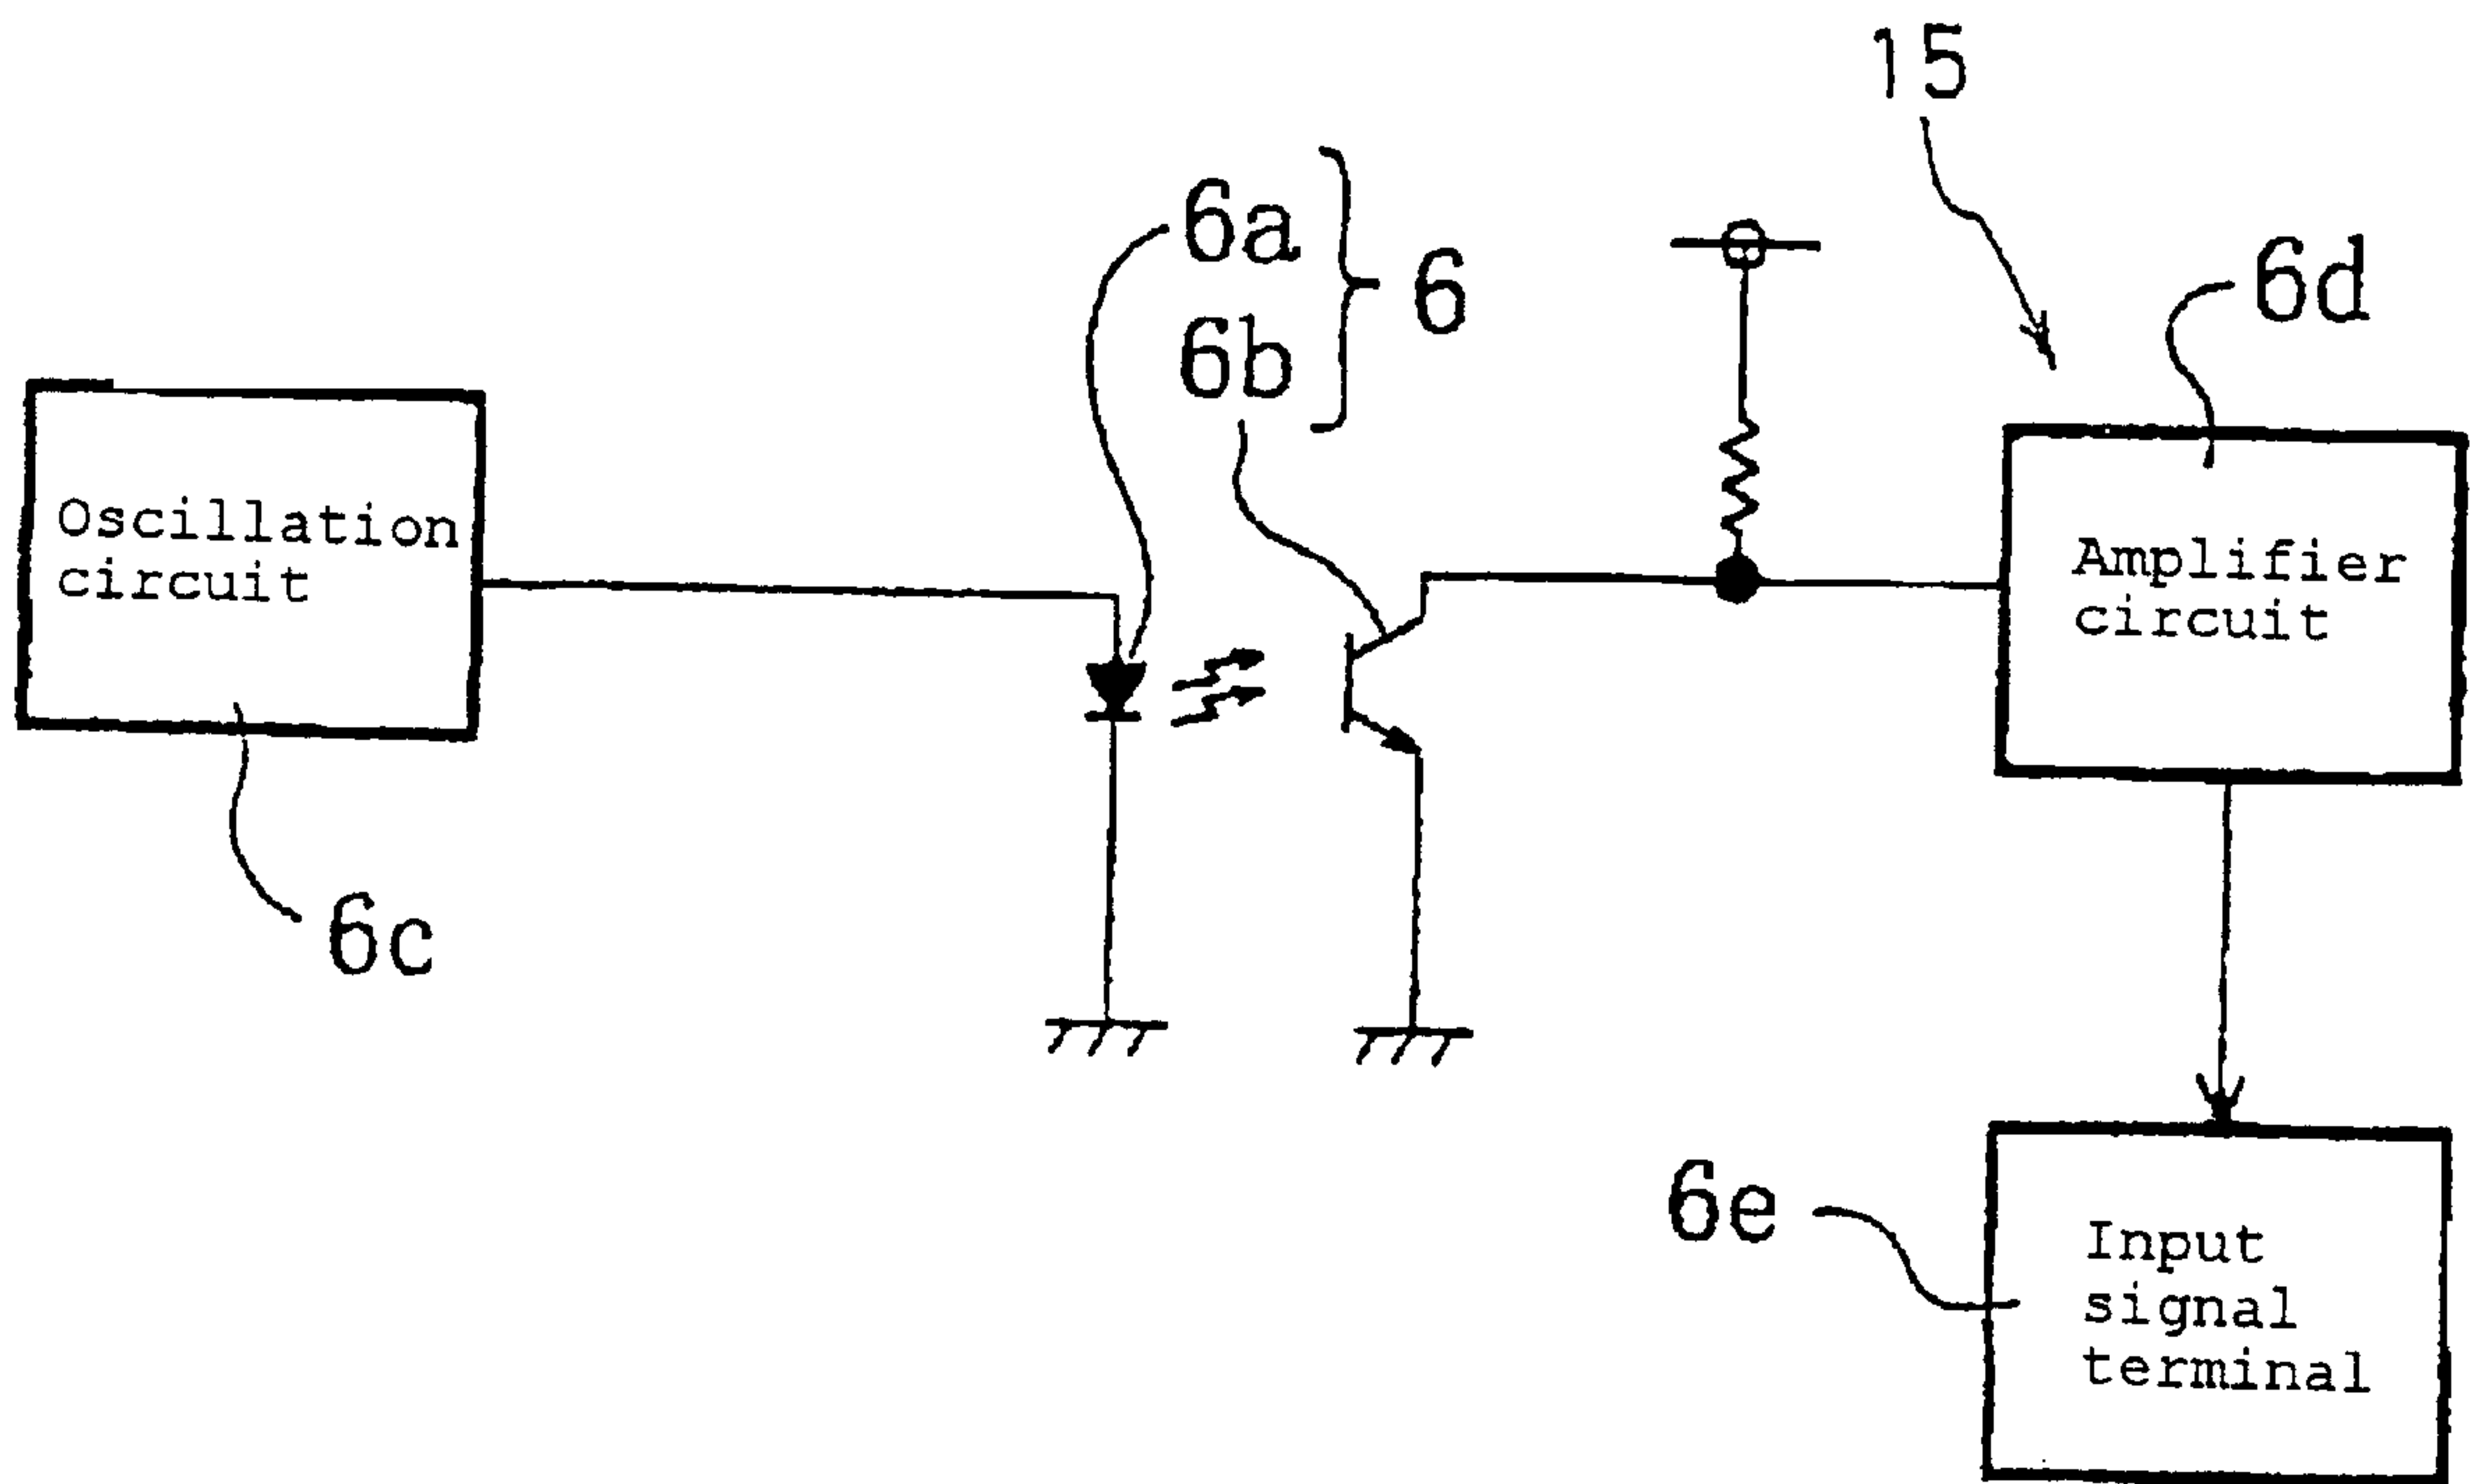 15
6a
6
6b
6d
Oscillation
circuit
Amplifier
circuit
6c
6e
Input
signal
terminal